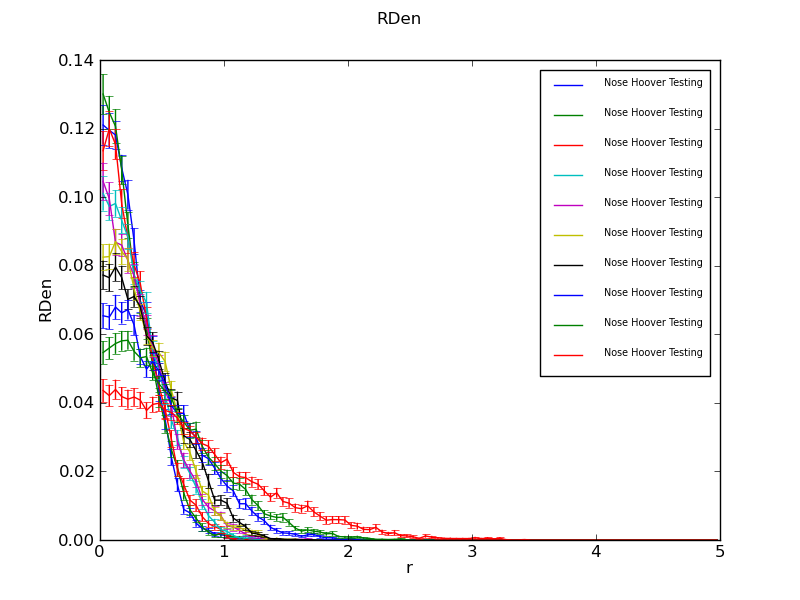 RDen
0.14
0.12
0.10
0.08
0.06
0.04
0.02
0.00
RDen
0 1 2 3 4 5
r
Nose Hoover Testing
Nose Hoover Testing
Nose Hoover Testing
Nose Hoover Testing
Nose Hoover Testing
Nose Hoover Testing
Nose Hoover Testing
Nose Hoover Testing
Nose Hoover Testing
Nose Hoover Testing